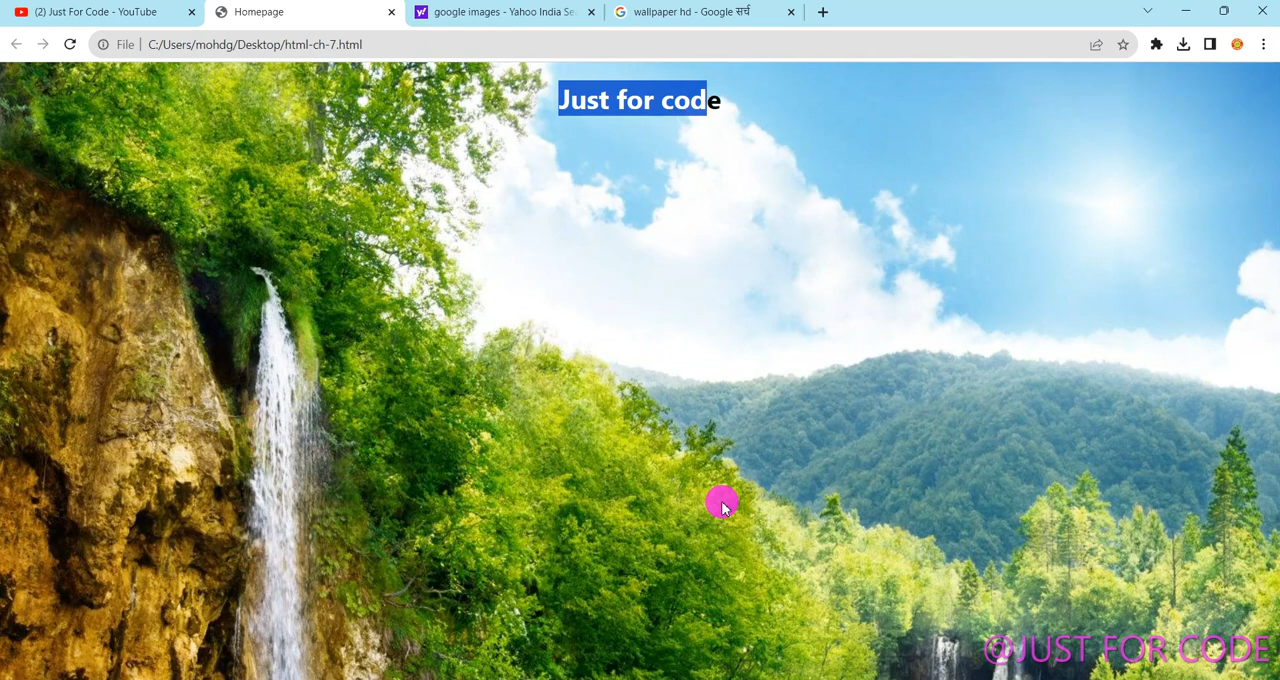 (2) Just For Code - YouTube
Homepage
google images - Yahoo India Se
wallpaper hd - Google सर्च
File
C:/Users/mohdg/Desktop/html-ch-7.html
Just for code
@JUST FOR CODE